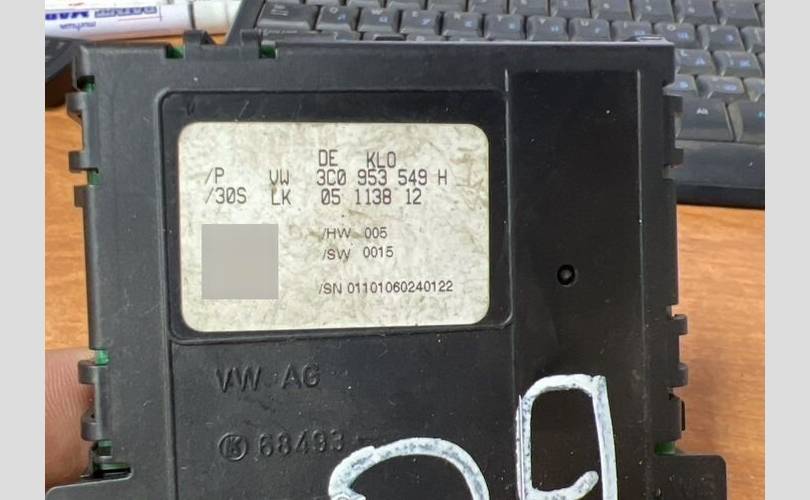 DE KLO
/P VW 3C0 953 549 H
/30S LK 05 1138 12
/HW 005
/SW 0015
/SN 01101060240122
VW AG
K 68493